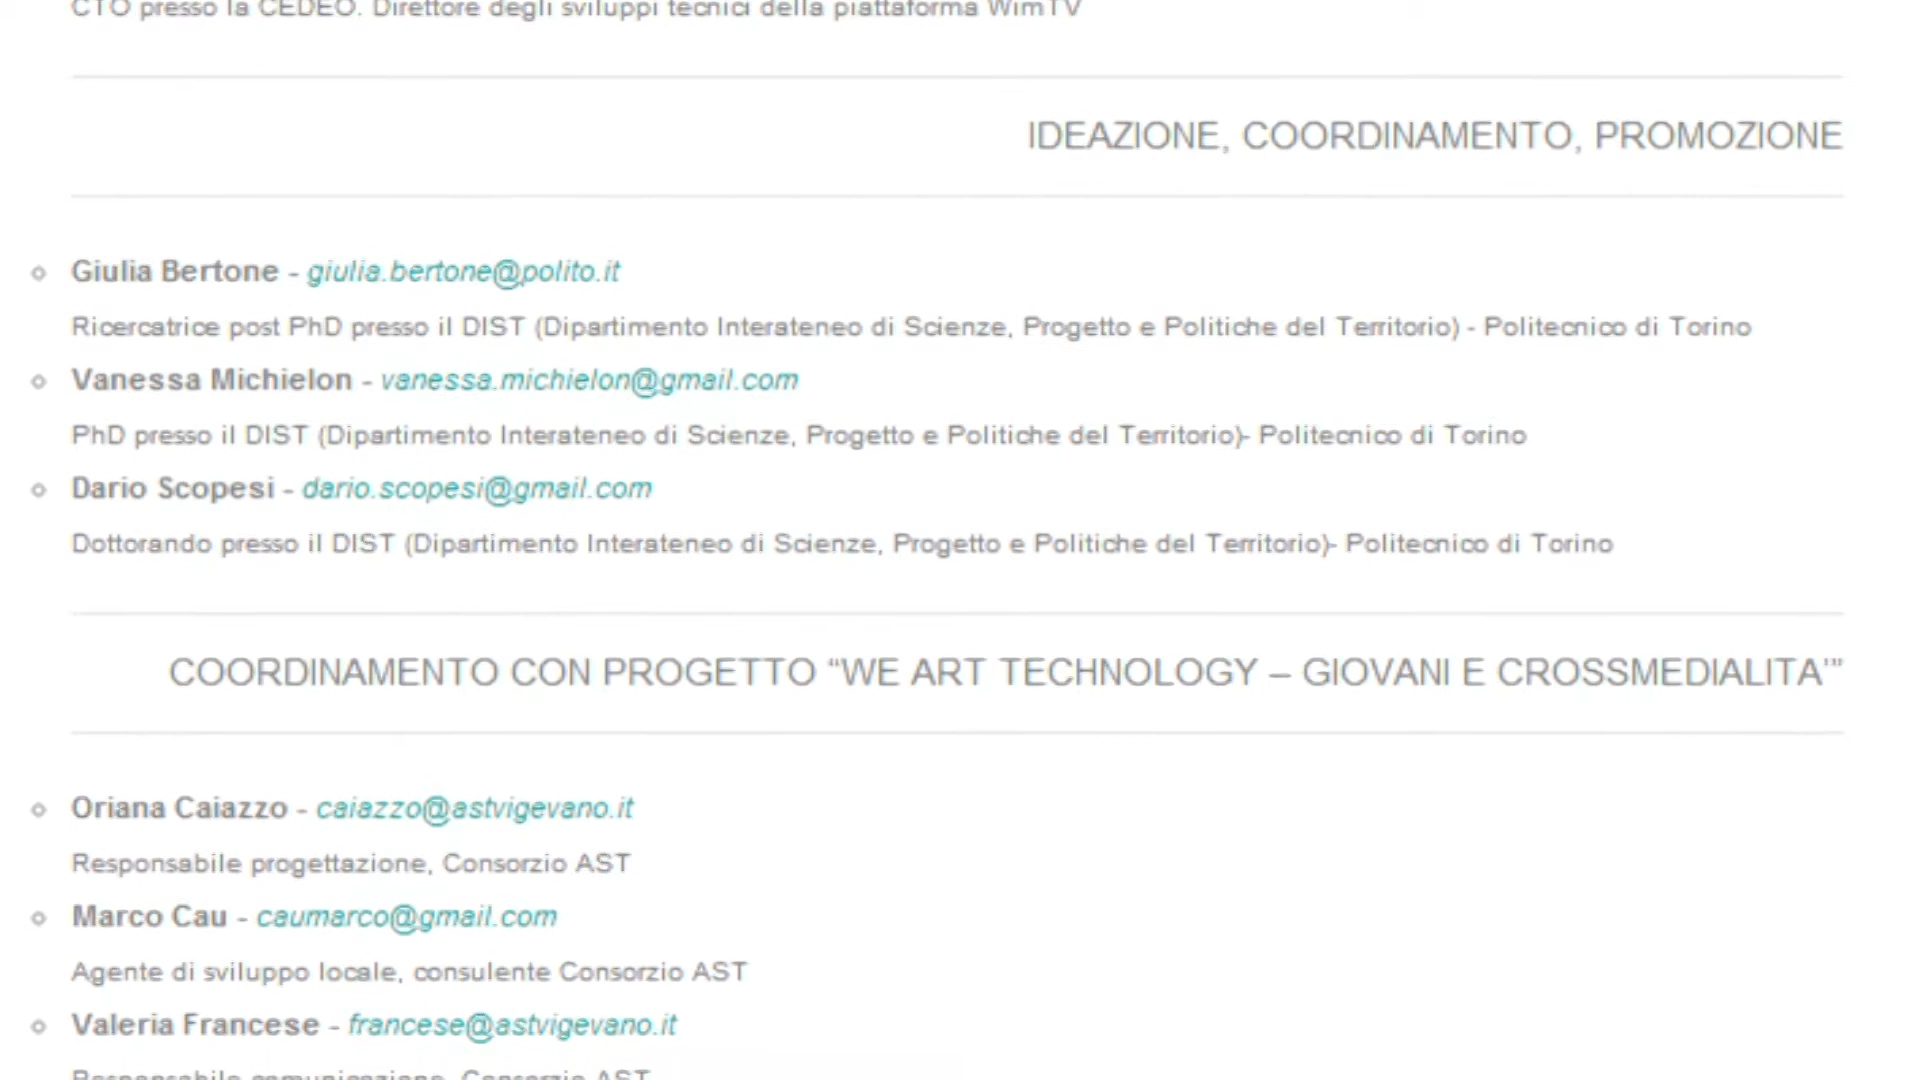 CTO presso la CEDEO. Direttore degli sviluppi tecnici della piattaforma WimTV
IDEAZIONE, COORDINAMENTO, PROMOZIONE
Giulia Bertone - giulia.bertone@polito.it
Ricercatrice post PhD presso il DIST (Dipartimento Interateneo di Scienze, Progetto e Politiche del Territorio) - Politecnico di Torino
Vanessa Michielon - vanessa.michielon@gmail.com
PhD presso il DIST (Dipartimento Interateneo di Scienze, Progetto e Politiche del Territorio)- Politecnico di Torino
Dario Scopesi - dario.scopesi@gmail.com
Dottorando presso il DIST (Dipartimento Interateneo di Scienze, Progetto e Politiche del Territorio)- Politecnico di Torino
COORDINAMENTO CON PROGETTO “WE ART TECHNOLOGY – GIOVANI E CROSSMEDIALITA’”
Oriana Caiazzo - caiazzo@astvigevano.it
Responsabile progettazione, Consorzio AST
Marco Cau - caumarco@gmail.com
Agente di sviluppo locale, consulente Consorzio AST
Valeria Francese - francese@astvigevano.it
Responsabile comunicazione, Consorzio AST